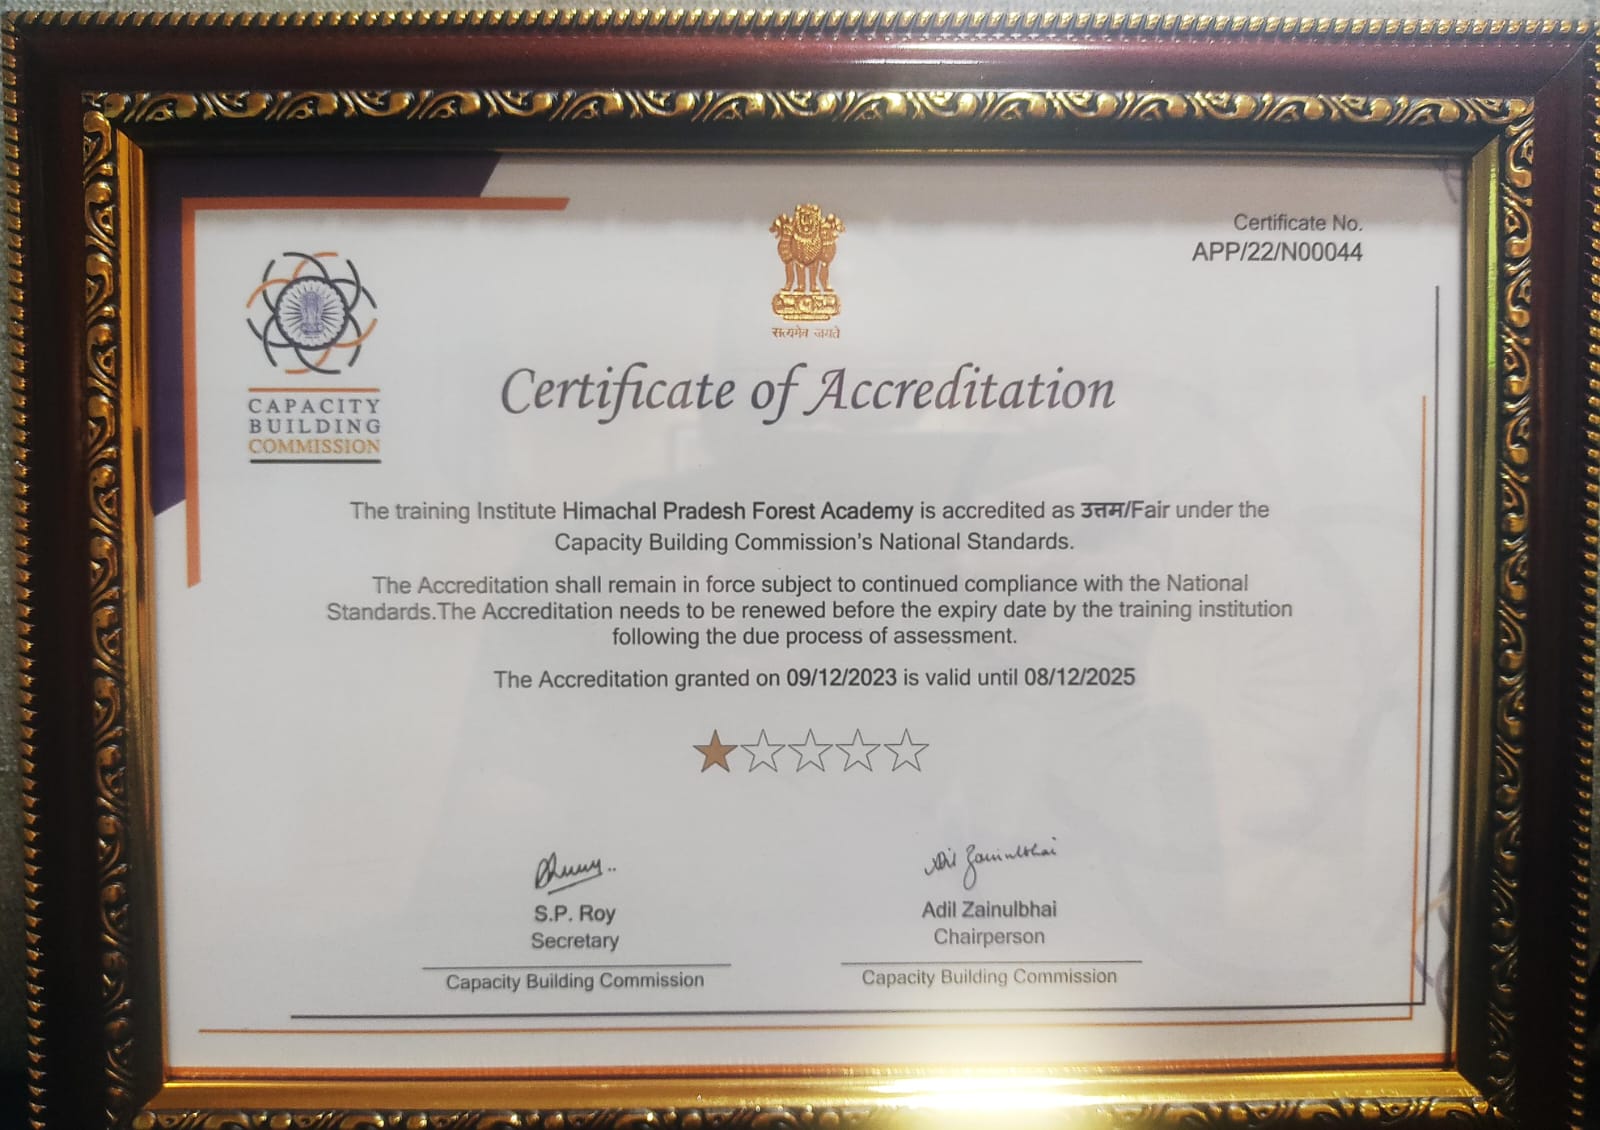 Certificate No.
APP/22/N00044
सत्यमेव जयते
CAPACITY
BUILDING
COMMISSION
Certificate of Accreditation
The training Institute Himachal Pradesh Forest Academy is accredited as उत्तम/Fair under the
Capacity Building Commission's National Standards.
The Accreditation shall remain in force subject to continued compliance with the National
Standards.The Accreditation needs to be renewed before the expiry date by the training institution
following the due process of assessment.
The Accreditation granted on 09/12/2023 is valid until 08/12/2025
Adil Zainulbhai
S.P. Roy
Secretary
Capacity Building Commission
Adil Zainulbhai
Chairperson
Capacity Building Commission